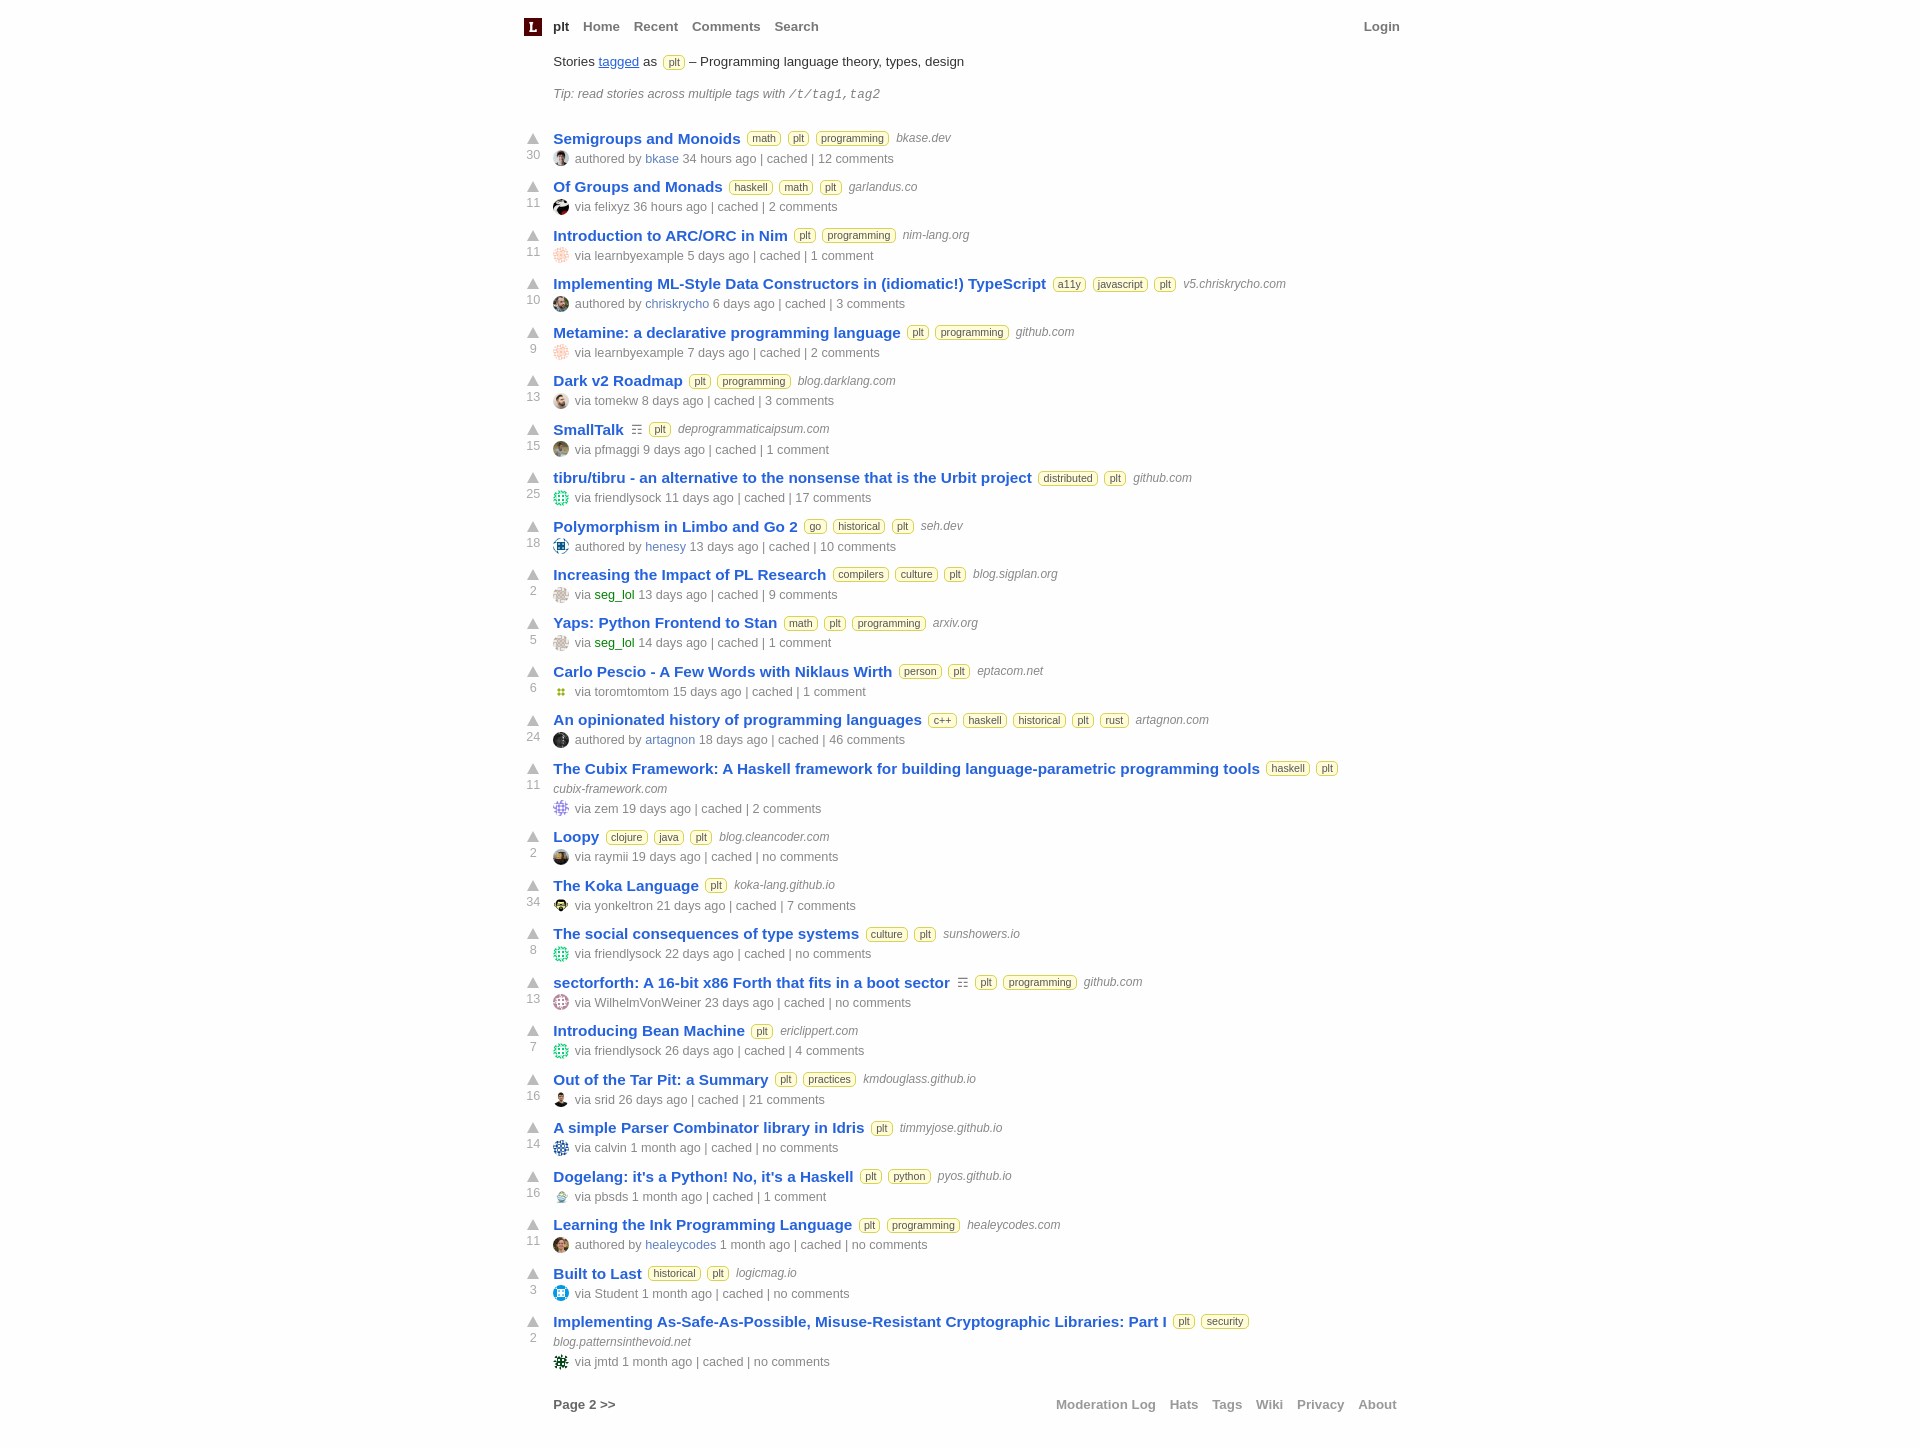 L plt Home Recent Comments Search Login
Stories tagged as plt – Programming language theory, types, design
Tip: read stories across multiple tags with /t/tag1,tag2
Semigroups and Monoids math plt programming bkase.dev
30 authored by bkase 34 hours ago | cached | 12 comments
Of Groups and Monads haskell math plt garlandus.co
11 via felixyz 36 hours ago | cached | 2 comments
Introduction to ARC/ORC in Nim plt programming nim-lang.org
11 via learnbyexample 5 days ago | cached | 1 comment
Implementing ML-Style Data Constructors in (idiomatic!) TypeScript a11y javascript plt v5.chriskrycho.com
10 authored by chriskrycho 6 days ago | cached | 3 comments
Metamine: a declarative programming language plt programming github.com
9 via learnbyexample 7 days ago | cached | 2 comments
Dark v2 Roadmap plt programming blog.darklang.com
13 via tomekw 8 days ago | cached | 3 comments
SmallTalk ☶ plt deprogrammaticaipsum.com
15 via pfmaggi 9 days ago | cached | 1 comment
tibru/tibru - an alternative to the nonsense that is the Urbit project distributed plt github.com
25 via friendlysock 11 days ago | cached | 17 comments
Polymorphism in Limbo and Go 2 go historical plt seh.dev
18 authored by henesy 13 days ago | cached | 10 comments
Increasing the Impact of PL Research compilers culture plt blog.sigplan.org
2 via seg_lol 13 days ago | cached | 9 comments
Yaps: Python Frontend to Stan math plt programming arxiv.org
5 via seg_lol 14 days ago | cached | 1 comment
Carlo Pescio - A Few Words with Niklaus Wirth person plt eptacom.net
6 via toromtomtom 15 days ago | cached | 1 comment
An opinionated history of programming languages c++ haskell historical plt rust artagnon.com
24 authored by artagnon 18 days ago | cached | 46 comments
The Cubix Framework: A Haskell framework for building language-parametric programming tools haskell plt
11 cubix-framework.com
via zem 19 days ago | cached | 2 comments
Loopy clojure java plt blog.cleancoder.com
2 via raymii 19 days ago | cached | no comments
The Koka Language plt koka-lang.github.io
34 via yonkeltron 21 days ago | cached | 7 comments
The social consequences of type systems culture plt sunshowers.io
8 via friendlysock 22 days ago | cached | no comments
sectorforth: A 16-bit x86 Forth that fits in a boot sector ☶ plt programming github.com
13 via WilhelmVonWeiner 23 days ago | cached | no comments
Introducing Bean Machine plt ericlippert.com
7 via friendlysock 26 days ago | cached | 4 comments
Out of the Tar Pit: a Summary plt practices kmdouglass.github.io
16 via srid 26 days ago | cached | 21 comments
A simple Parser Combinator library in Idris plt timmyjose.github.io
14 via calvin 1 month ago | cached | no comments
Dogelang: it's a Python! No, it's a Haskell plt python pyos.github.io
16 via pbsds 1 month ago | cached | 1 comment
Learning the Ink Programming Language plt programming healeycodes.com
11 authored by healeycodes 1 month ago | cached | no comments
Built to Last historical plt logicmag.io
3 via Student 1 month ago | cached | no comments
Implementing As-Safe-As-Possible, Misuse-Resistant Cryptographic Libraries: Part I plt security
2 blog.patternsinthevoid.net
via jmtd 1 month ago | cached | no comments
Page 2 >> Moderation Log Hats Tags Wiki Privacy About